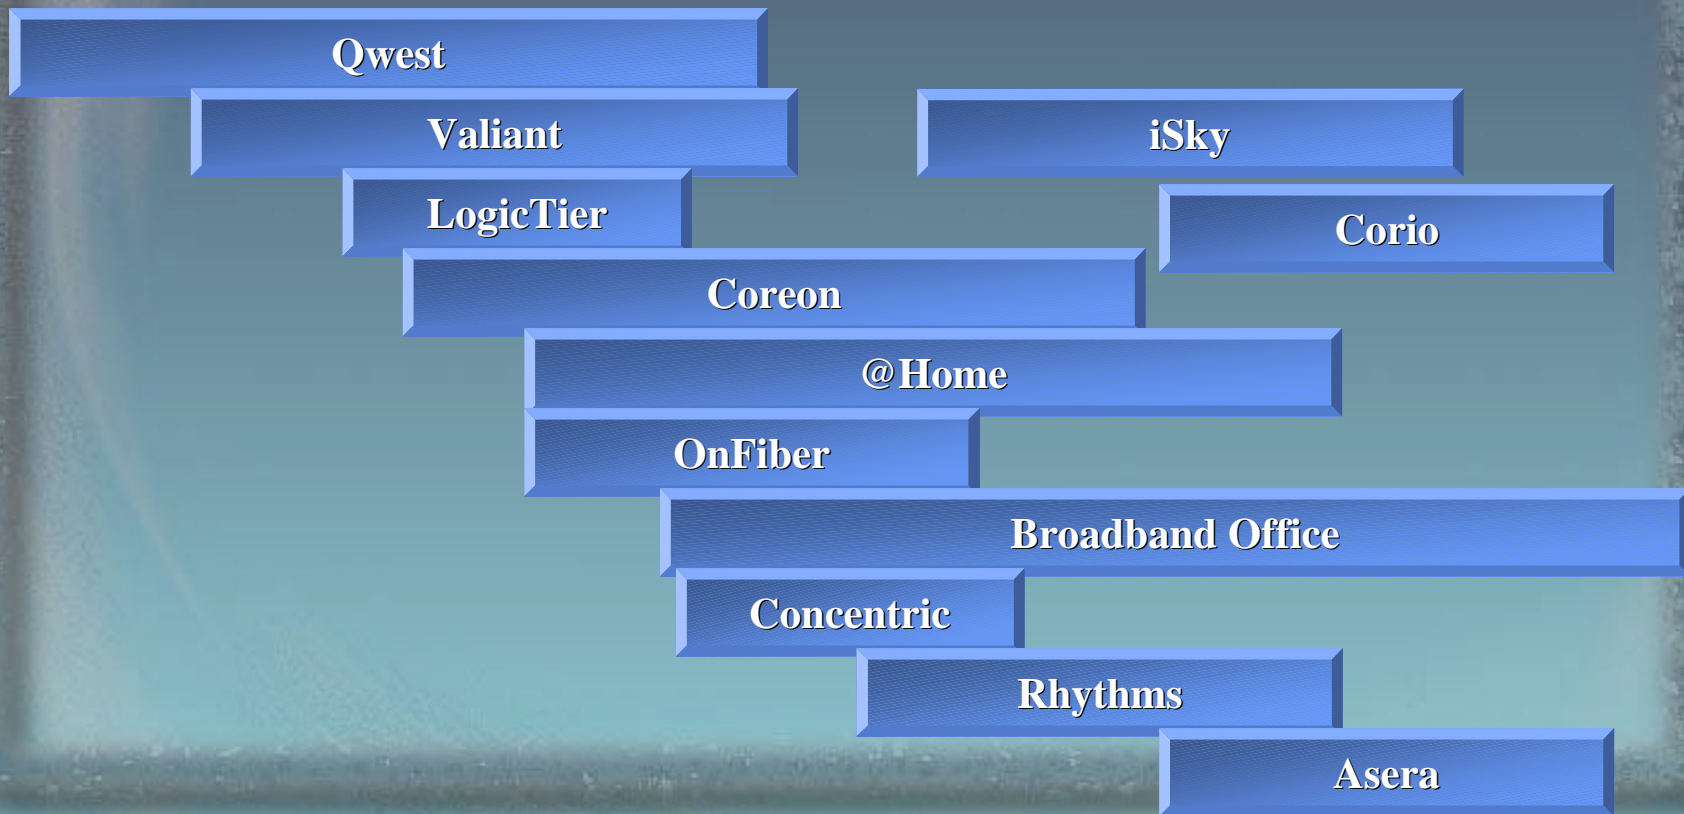 Qwest
Valiant
iSky
LogicTier
Corio
Coreon
@Home
OnFiber
Broadband Office
Concentric
Rhythms
Asera